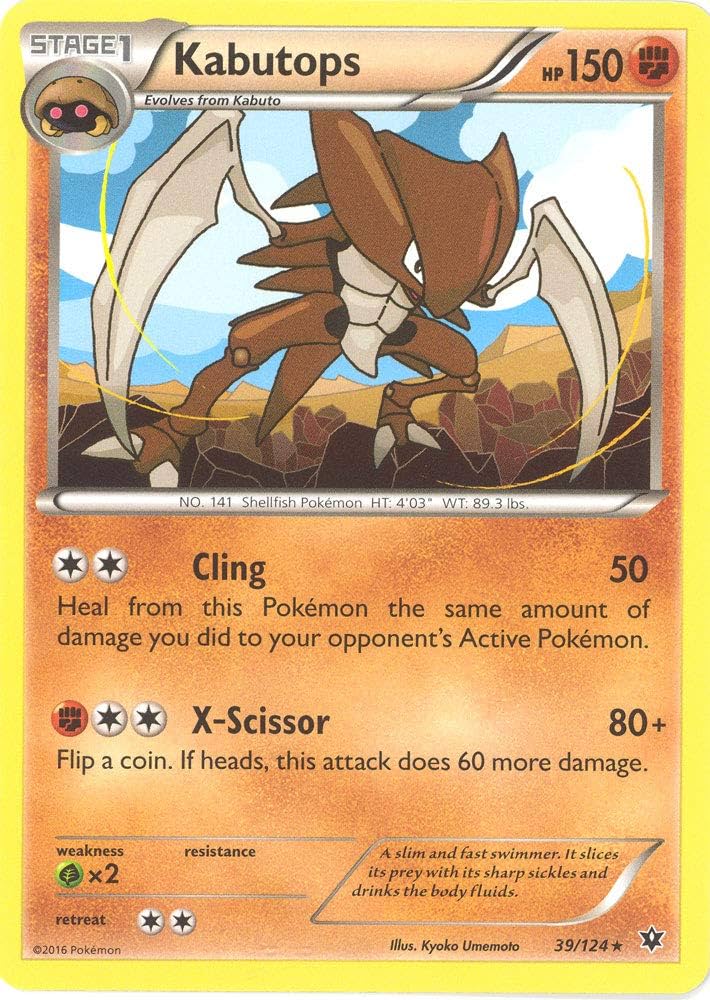 STAGE1
Kabutops
HP150
Evolves from Kabuto
NO. 141 Shellfish Pokémon HT: 4'03" WT: 89.3 lbs.
Cling 50
Heal from this Pokémon the same amount of
damage you did to your opponent's Active Pokémon.
X-Scissor 80+
Flip a coin. If heads, this attack does 60 more damage.
weakness resistance
×2
A slim and fast swimmer. It slices
its prey with its sharp sickles and
drinks the body fluids.
retreat
©2016 Pokémon
Illus. Kyoko Umemoto
39/124★